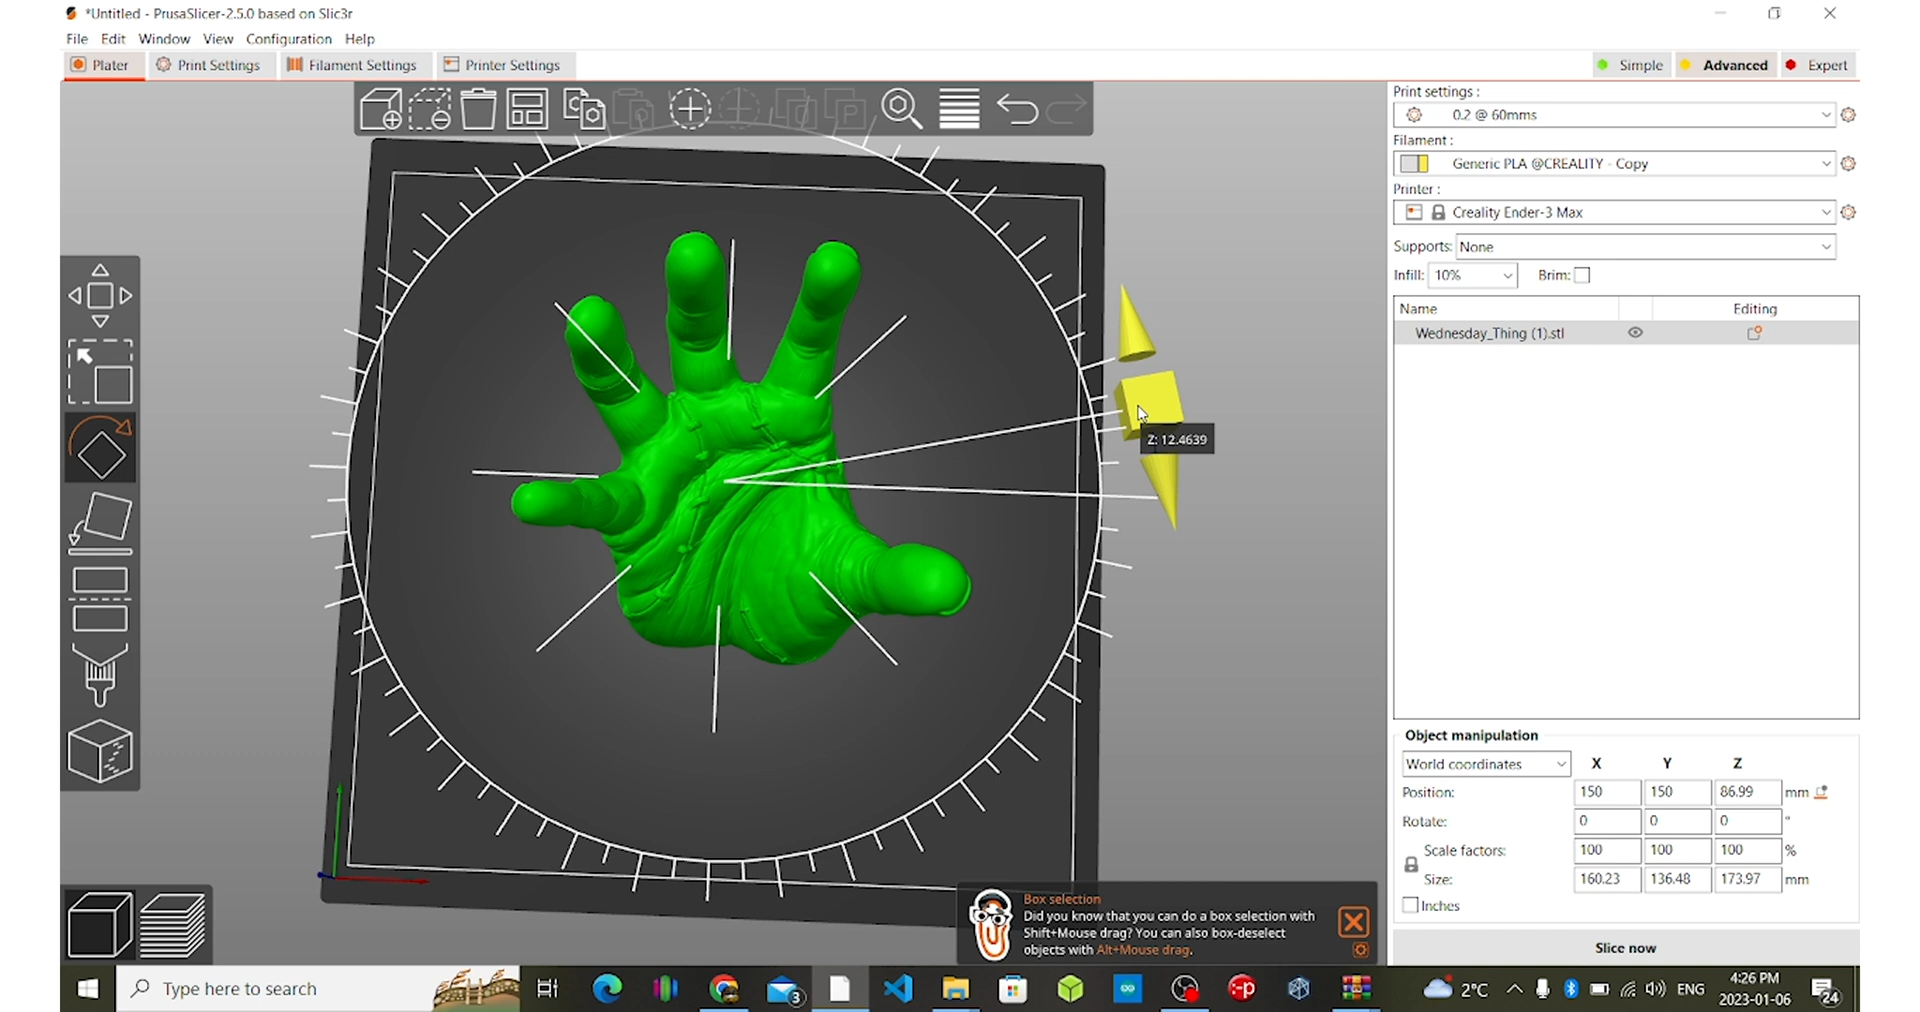 *Untitled - PrusaSlicer-2.5.0 based on Slic3r
File Edit Window View Configuration Help
Plater Print Settings Filament Settings Printer Settings Simple Advanced Expert
Print settings :
0.2 @ 60mms
Filament :
Generic PLA @CREALITY - Copy
Printer :
Creality Ender-3 Max
Supports: None
Infill: 10% Brim:
Name Editing
Wednesday_Thing (1).stl
Z: 12.4639
Object manipulation
World coordinates X Y Z
Position: 150 150 86.99 mm
Rotate: 0 0 0 °
Scale factors: 100 100 100 %
Size: 160.23 136.48 173.97 mm
Inches
Box selection
Did you know that you can do a box selection with
Shift+Mouse drag? You can also box-deselect
objects with Alt+Mouse drag.
Slice now
Type here to search
3
2°C
ENG
4:26 PM
2023-01-06
24